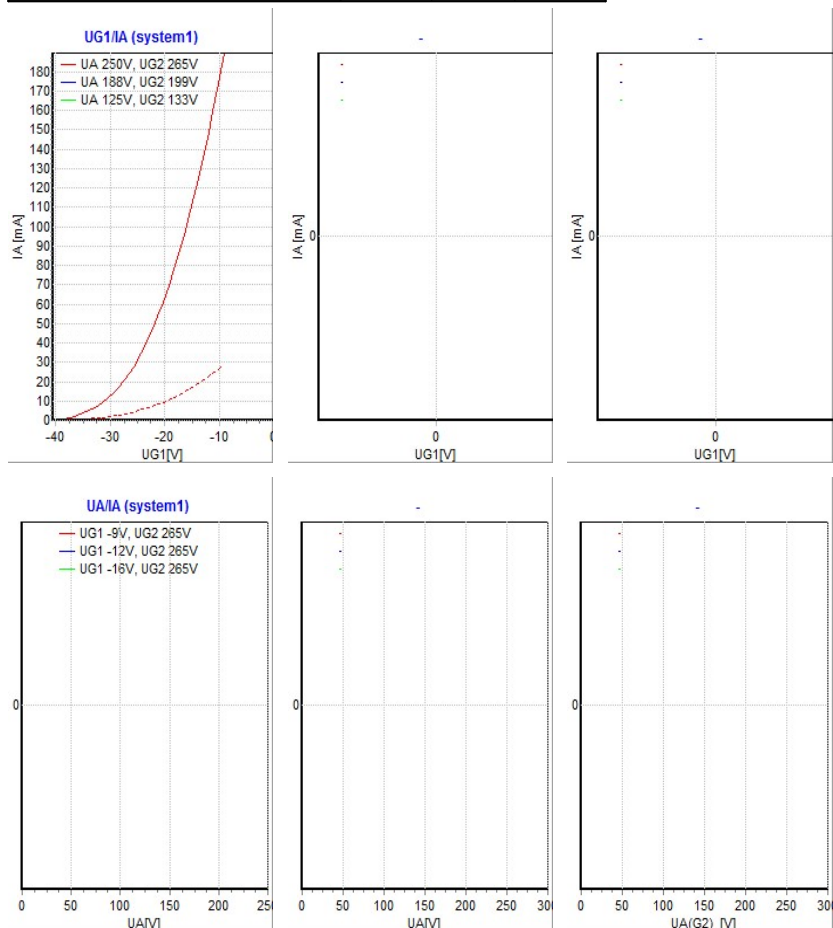 UG1/IA (system1)
UA 250V, UG2 265V
UA 188V, UG2 199V
UA 125V, UG2 133V
180
170
160
150
140
130
120
110
100
90
80
70
60
50
40
30
20
10
0
IA [mA]
-40 -30 -20 -10 0
UG1[V]
-
-
-
-
IA [mA]
0
0
UG1[V]
-
-
-
-
IA [mA]
0
0
UG1[V]
UA/IA (system1)
UG1 -9V, UG2 265V
UG1 -12V, UG2 265V
UG1 -16V, UG2 265V
0
0 50 100 150 200 250
UA[V]
-
-
-
-
0
0 50 100 150 200 250 300
UA[V]
-
-
-
-
0
0 50 100 150 200 250 300
UA(G2) [V]